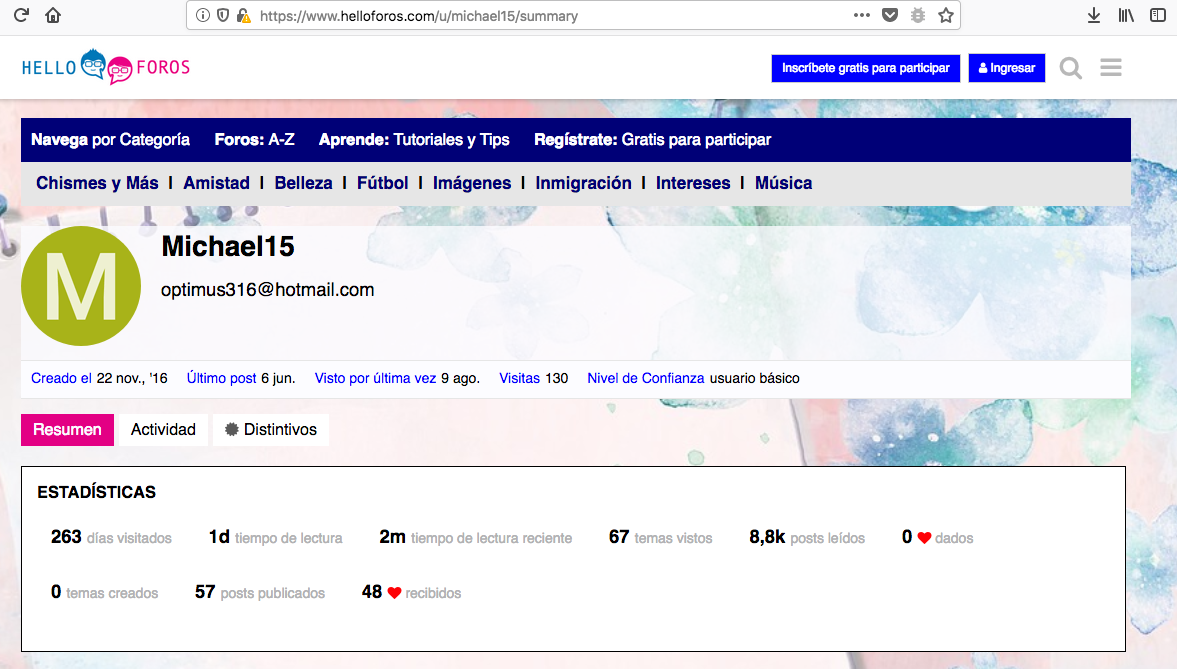 https://www.helloforos.com/u/michael15/summary
HELLO FOROS
Inscríbete gratis para participar
Ingresar
Navega por Categoría Foros: A-Z Aprende: Tutoriales y Tips Regístrate: Gratis para participar
Chismes y Más | Amistad | Belleza | Fútbol | Imágenes | Inmigración | Intereses | Música
M
Michael15
optimus316@hotmail.com
Creado el 22 nov., '16 Último post 6 jun. Visto por última vez 9 ago. Visitas 130 Nivel de Confianza usuario básico
Resumen Actividad Distintivos
ESTADÍSTICAS
263 días visitados 1d tiempo de lectura 2m tiempo de lectura reciente 67 temas vistos 8,8k posts leídos 0 ❤ dados
0 temas creados 57 posts publicados 48 ❤ recibidos